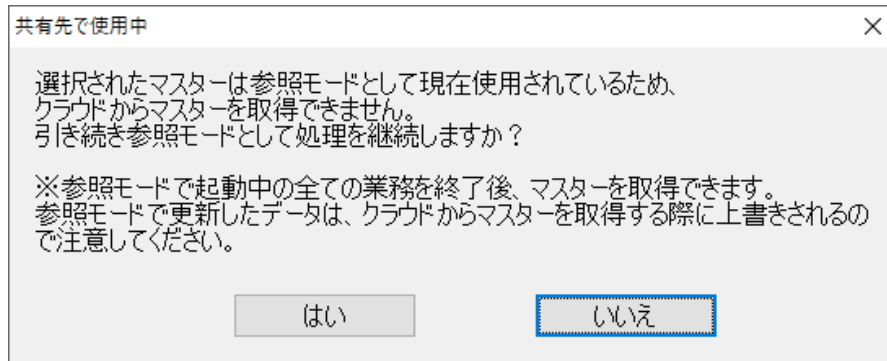 共有先で使用中
選択されたマスターは参照モードとして現在使用されているため、
クラウドからマスターを取得できません。
引き続き参照モードとして処理を継続しますか？
※参照モードで起動中の全ての業務を終了後、マスターを取得できます。
参照モードで更新したデータは、クラウドからマスターを取得する際に上書きされるの
で注意してください。
はい
いいえ